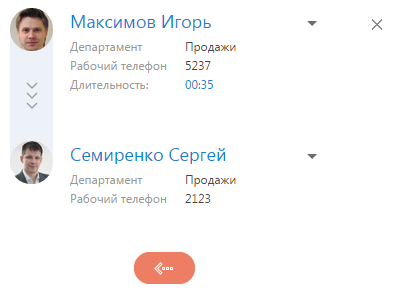 Максимов Игорь
Департамент Продажи
Рабочий телефон 5237
Длительность: 00:35
Семиренко Сергей
Департамент Продажи
Рабочий телефон 2123